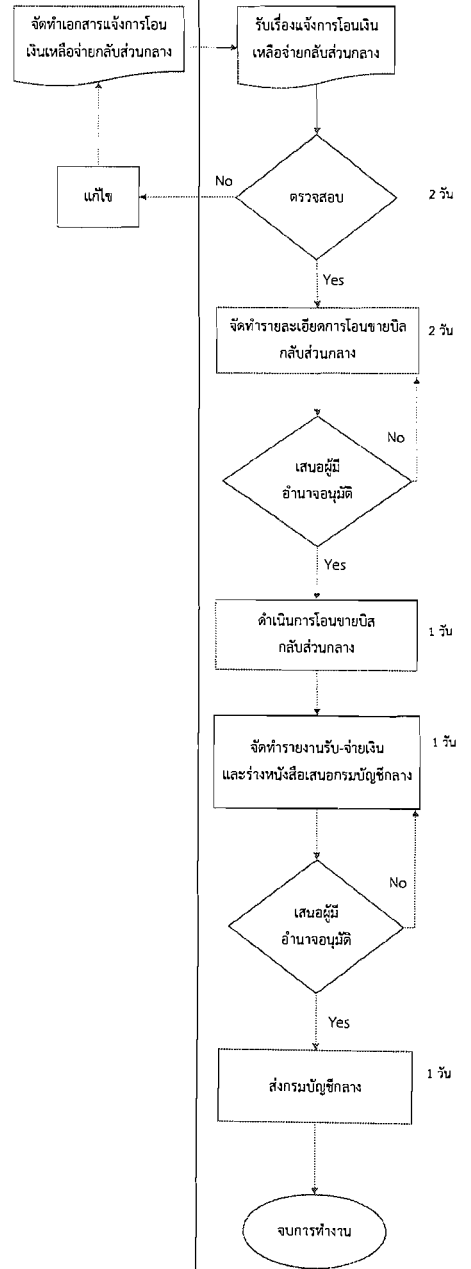 จัดทำเอกสารแจ้งการโอน
เงินเหลือจ่ายกลับส่วนกลาง
รับเรื่องแจ้งการโอนเงิน
เหลือจ่ายกลับส่วนกลาง
แก้ไข
No
ตรวจสอบ
2 วัน
Yes
จัดทำรายละเอียดการโอนขายบิล
กลับส่วนกลาง
2 วัน
No
เสนอผู้มี
อำนาจอนุมัติ
Yes
ดำเนินการโอนขายบิส
กลับส่วนกลาง
1 วัน
จัดทำรายงานรับ-จ่ายเงิน
และร่างหนังสือเสนอกรมบัญชีกลาง
1 วัน
No
เสนอผู้มี
อำนาจอนุมัติ
Yes
ส่งกรมบัญชีกลาง
1 วัน
จบการทำงาน